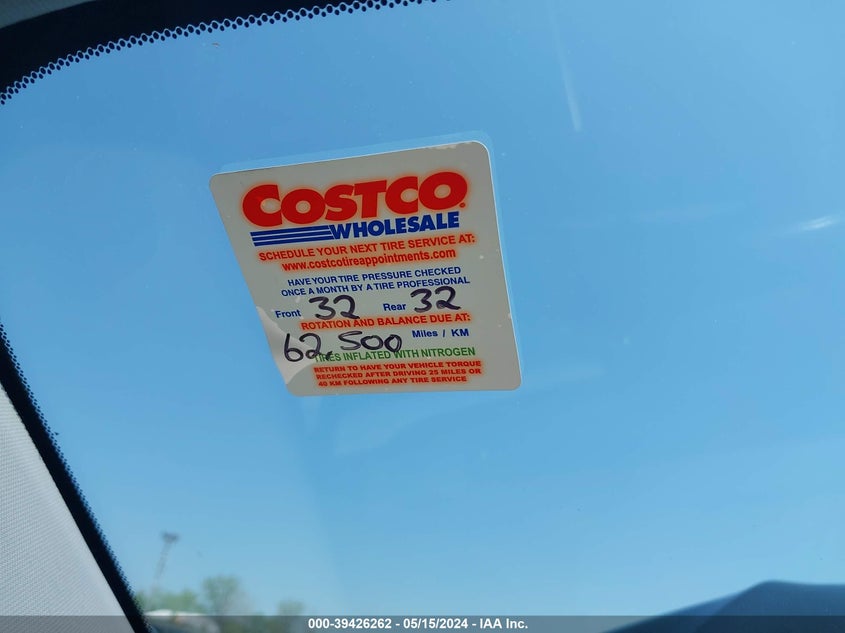 COSTCO
WHOLESALE
SCHEDULE YOUR NEXT TIRE SERVICE AT:
www.costcotireappointments.com
HAVE YOUR TIRE PRESSURE CHECKED
ONCE A MONTH BY A TIRE PROFESSIONAL
Front 32 Rear 32
ROTATION AND BALANCE DUE AT:
62,500 Miles / KM
TIRES INFLATED WITH NITROGEN
RETURN TO HAVE YOUR VEHICLE TORQUE
RECHECKED AFTER DRIVING 25 MILES OR
40 KM FOLLOWING ANY TIRE SERVICE
000-39426262 - 05/15/2024 - IAA Inc.